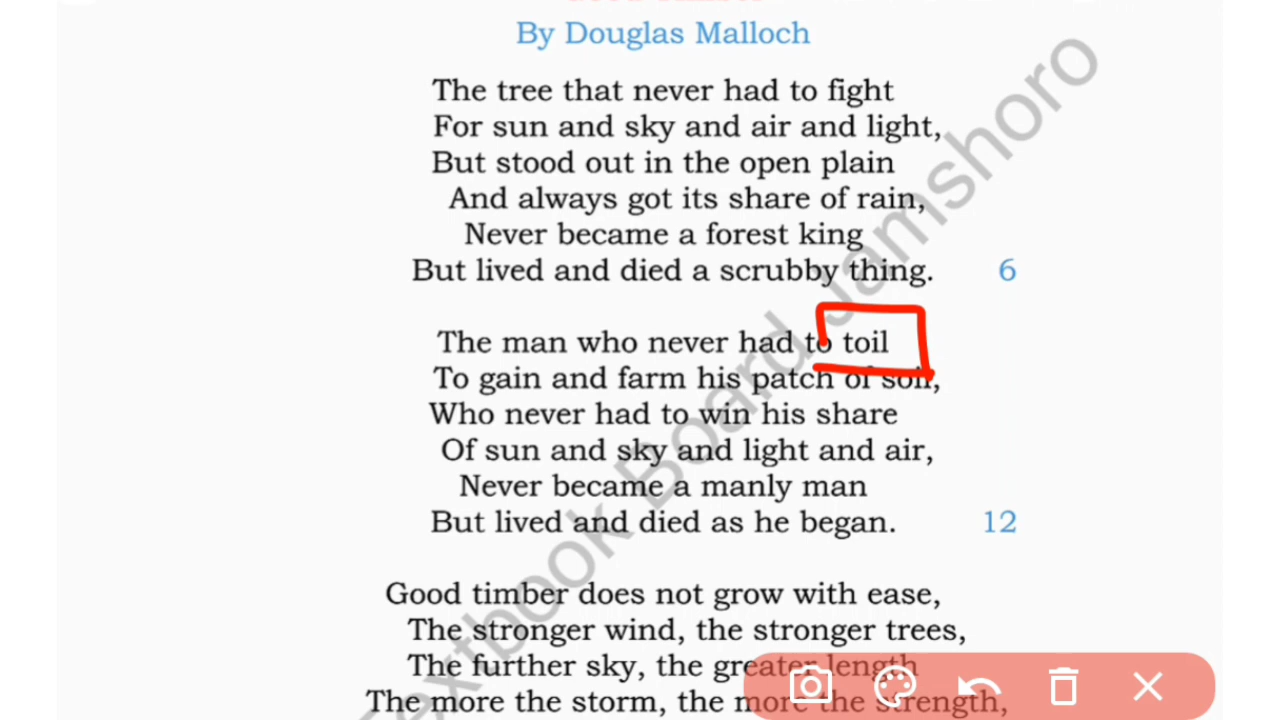 By Douglas Malloch
The tree that never had to fight
For sun and sky and air and light,
But stood out in the open plain
And always got its share of rain,
Never became a forest king
But lived and died a scrubby thing. 6
The man who never had to toil
To gain and farm his patch of soil,
Who never had to win his share
Of sun and sky and light and air,
Never became a manly man
But lived and died as he began. 12
Good timber does not grow with ease,
The stronger wind, the stronger trees,
The further sky, the greater length
The more the storm, the more the strength,
Textbook Board Jamshoro